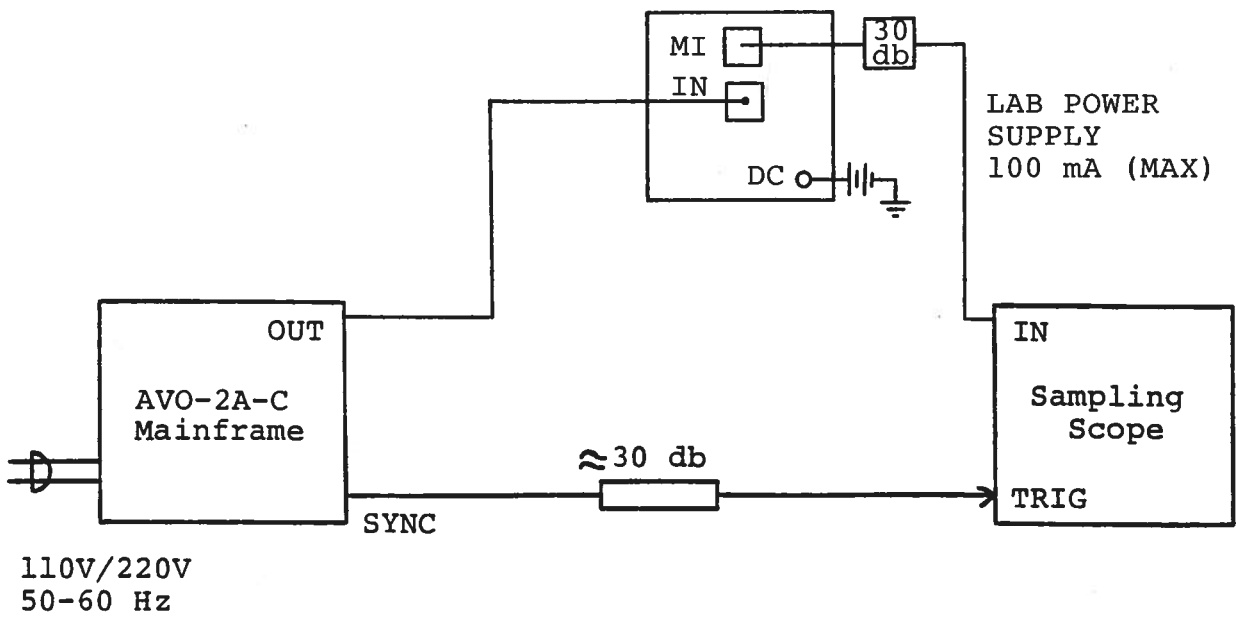 MI
30
db
IN
LAB POWER
SUPPLY
100 mA (MAX)
DC
OUT
IN
AVO-2A-C
Mainframe
Sampling
Scope
≈30 db
TRIG
SYNC
110V/220V
50-60 Hz